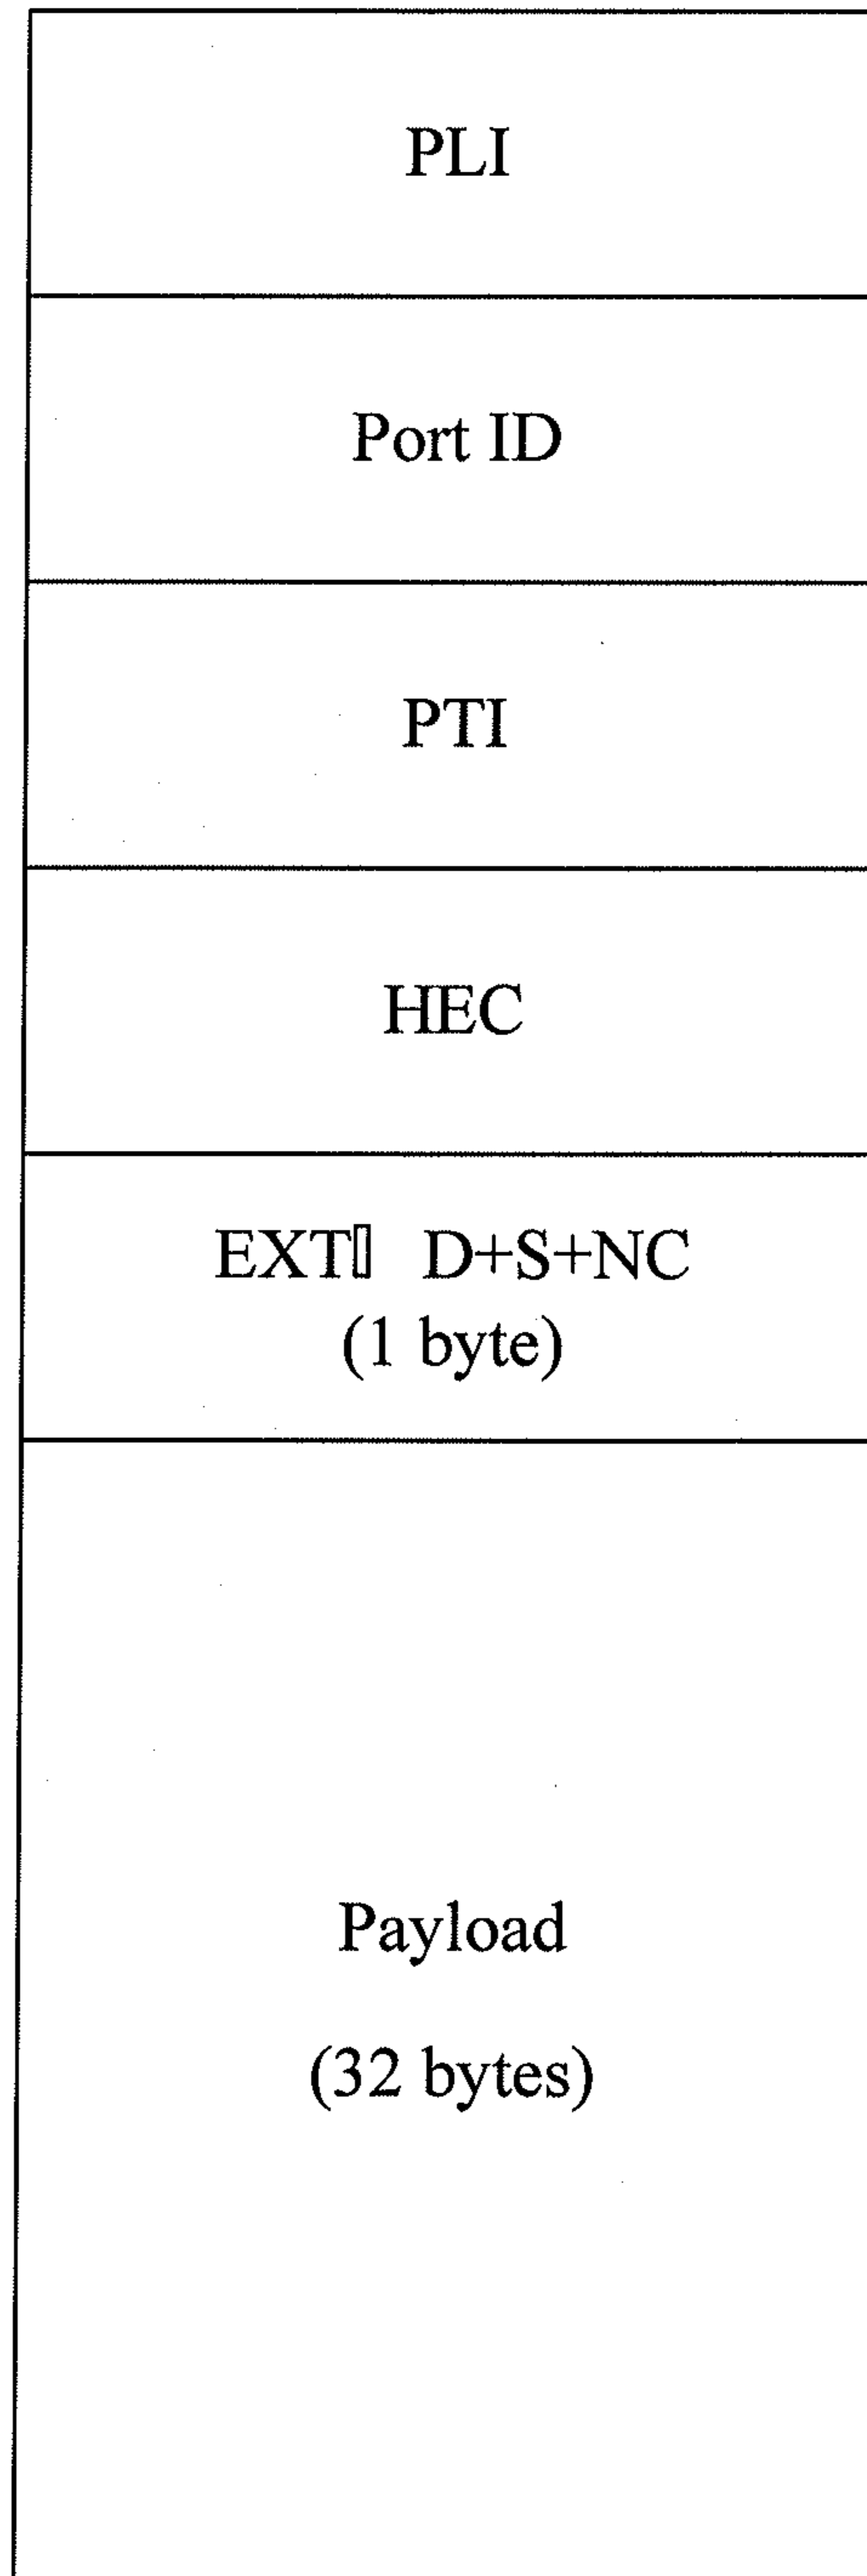 PLI
Port ID
PTI
HEC
EXT▯ D+S+NC
(1 byte)
Payload
(32 bytes)